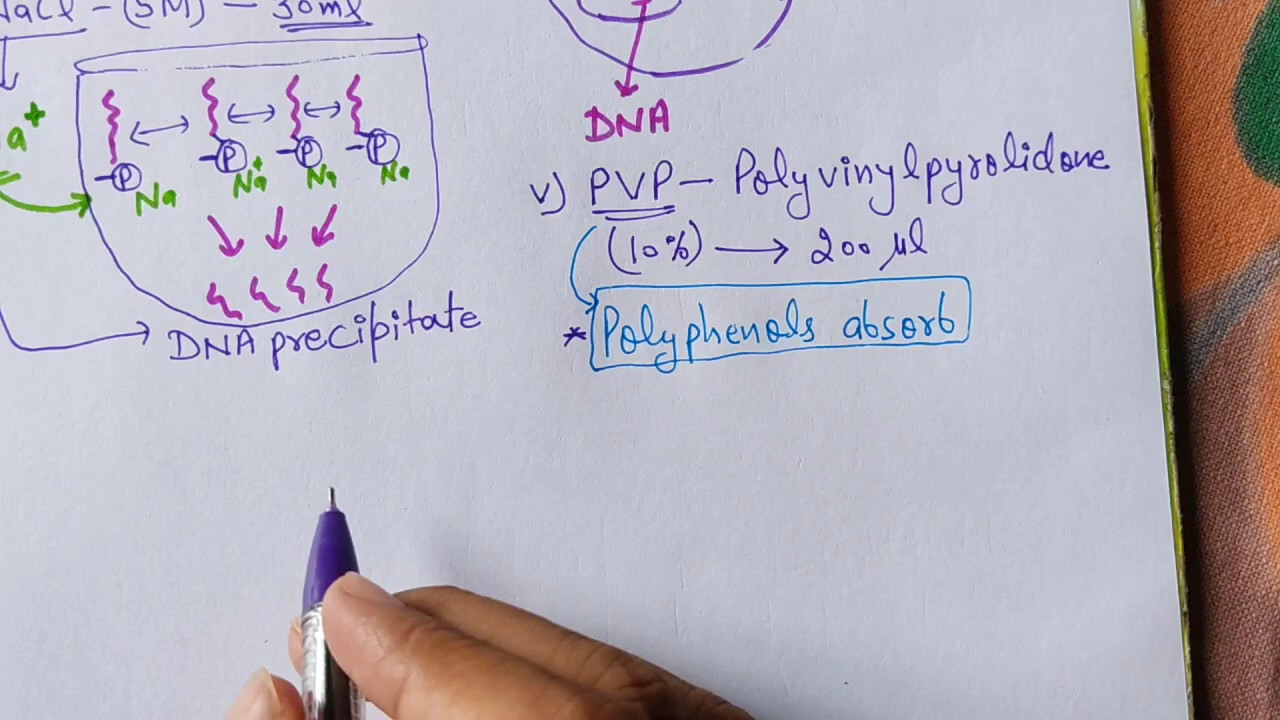 NaCl - (5M) - 30ml
a⁺
P Na
P Na⁺
P Na
P Na
DNA precipitate
DNA
v) PVP - Polyvinylpyrolidone
(10%) → 200 µl
* Polyphenols absorb